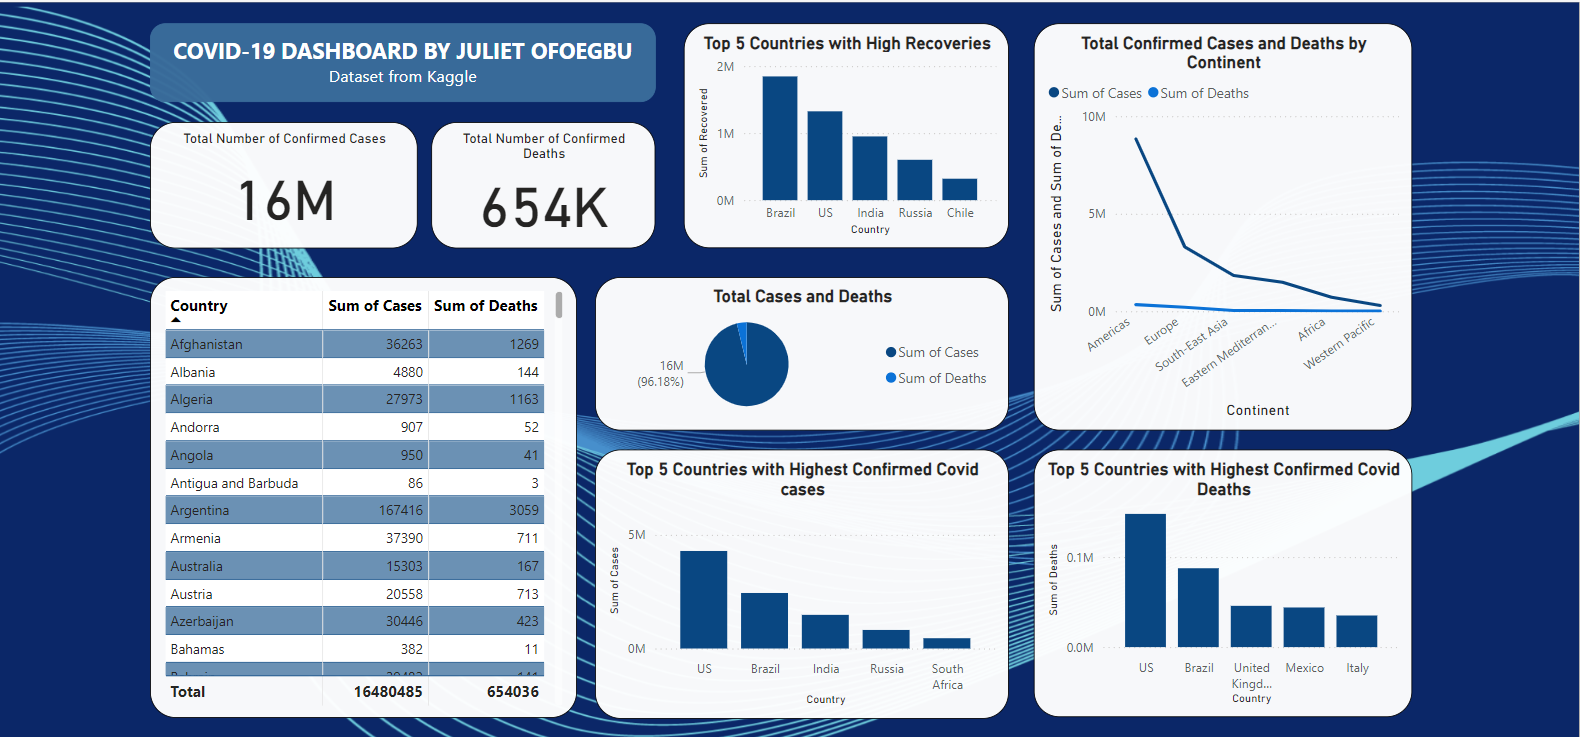 COVID-19 DASHBOARD BY JULIET OFOEGBU
Dataset from Kaggle
Total Number of Confirmed Cases
16M
Total Number of Confirmed
Deaths
654K
Top 5 Countries with High Recoveries
Sum of Recovered
2M
1M
0M
Brazil US India Russia Chile
Country
Total Confirmed Cases and Deaths by
Continent
Sum of Cases Sum of Deaths
Sum of Cases and Sum of De...
10M
5M
0M
Americas
Europe
South-East Asia
Eastern Mediterran...
Africa
Western Pacific
Continent
Country Sum of Cases Sum of Deaths
Afghanistan 36263 1269
Albania 4880 144
Algeria 27973 1163
Andorra 907 52
Angola 950 41
Antigua and Barbuda 86 3
Argentina 167416 3059
Armenia 37390 711
Australia 15303 167
Austria 20558 713
Azerbaijan 30446 423
Bahamas 382 11
Total 16480485 654036
Total Cases and Deaths
16M
(96.18%)
Sum of Cases
Sum of Deaths
Top 5 Countries with Highest Confirmed Covid
cases
Sum of Cases
5M
0M
US Brazil India Russia South
Africa
Country
Top 5 Countries with Highest Confirmed Covid
Deaths
Sum of Deaths
0.1M
0.0M
US Brazil United Mexico Italy
Kingd...
Country